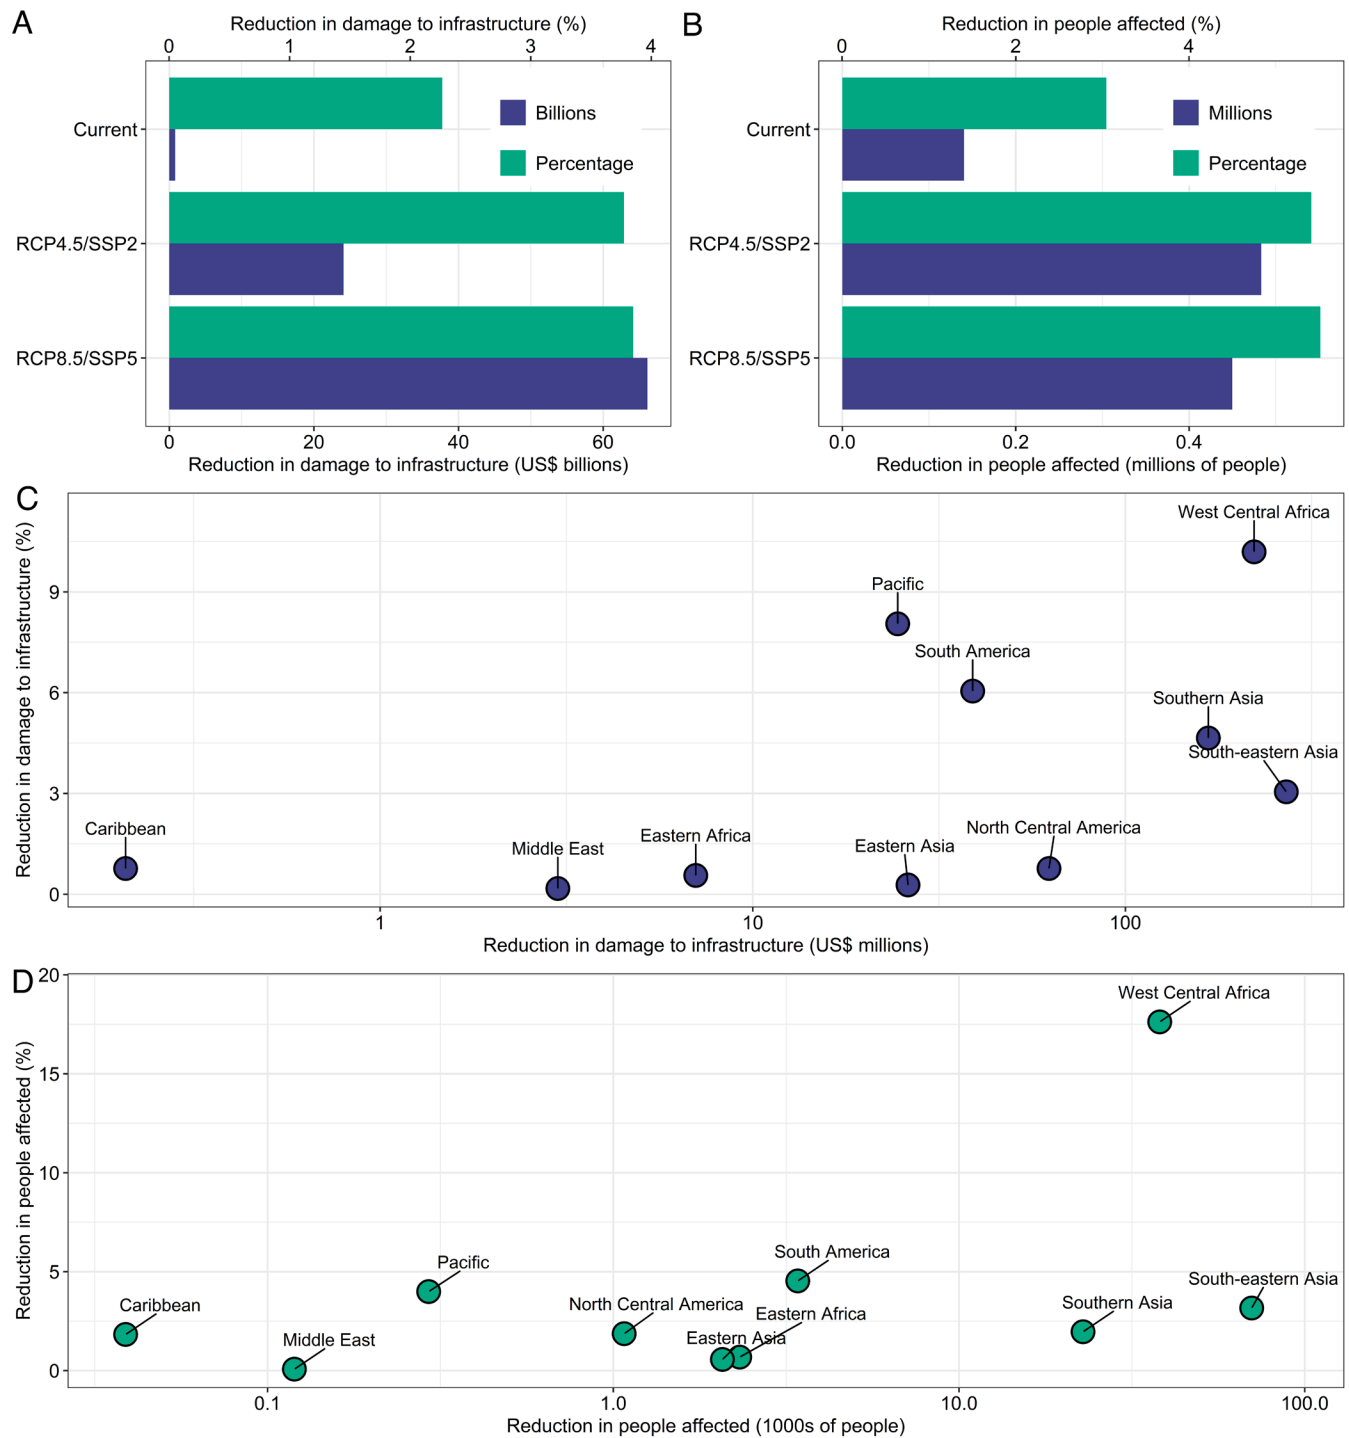 A
Reduction in damage to infrastructure (%)
0 1 2 3 4
Current
RCP4.5/SSP2
RCP8.5/SSP5
Billions
Percentage
0 20 40 60
Reduction in damage to infrastructure (US$ billions)
B
Reduction in people affected (%)
0 2 4
Current
RCP4.5/SSP2
RCP8.5/SSP5
Millions
Percentage
0.0 0.2 0.4
Reduction in people affected (millions of people)
C
Reduction in damage to infrastructure (%)
9
6
3
0
West Central Africa
Pacific
South America
Southern Asia
South-eastern Asia
Caribbean
Middle East
Eastern Africa
Eastern Asia
North Central America
1 10 100
Reduction in damage to infrastructure (US$ millions)
D
Reduction in people affected (%)
20
15
10
5
0
West Central Africa
Pacific
South America
South-eastern Asia
Caribbean
North Central America
Southern Asia
Eastern Africa
Middle East
Eastern Asia
0.1 1.0 10.0 100.0
Reduction in people affected (1000s of people)